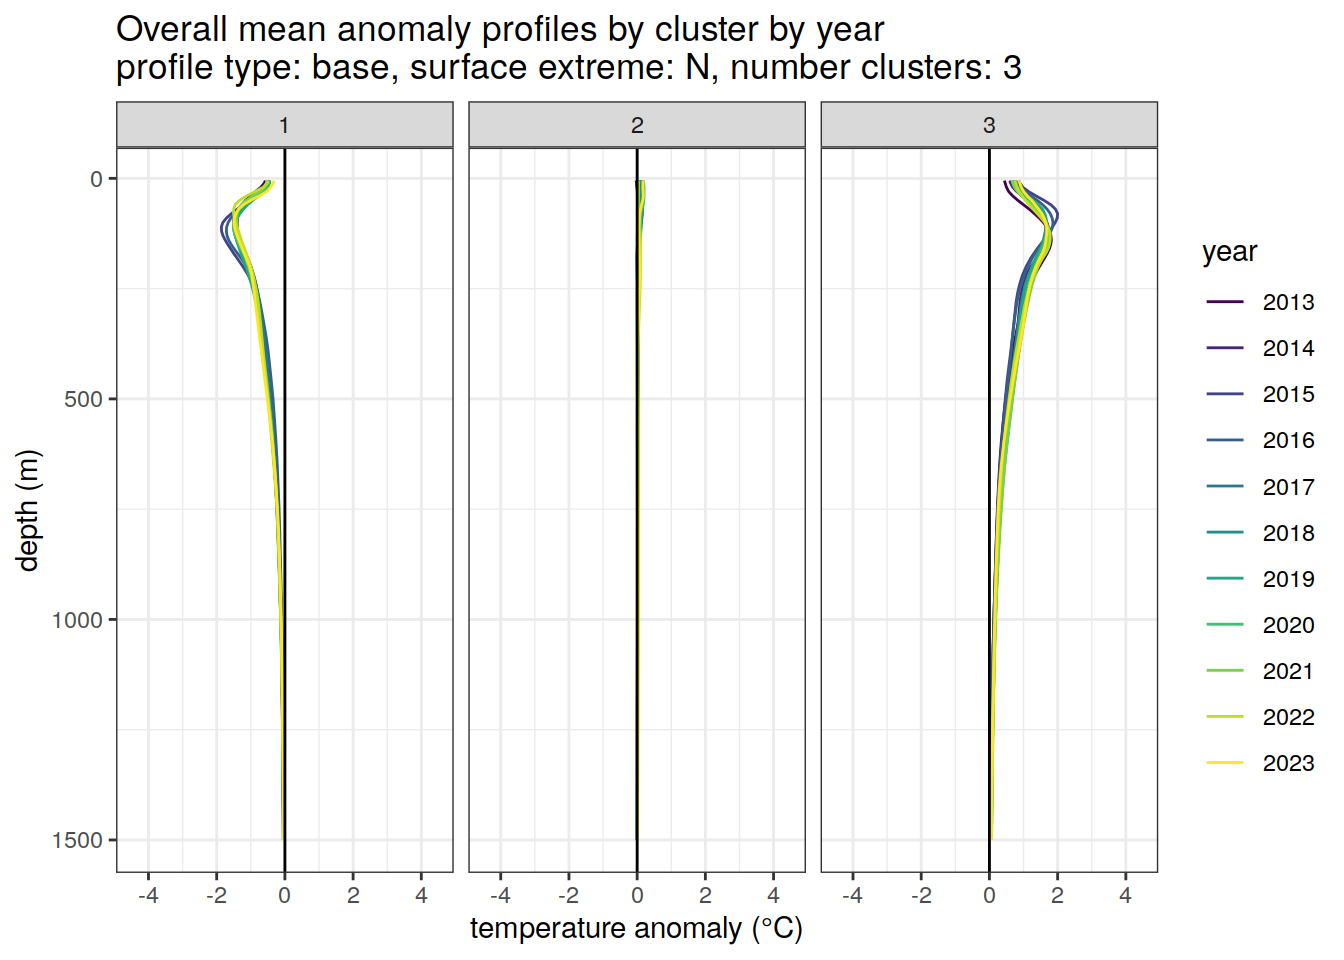 Overall mean anomaly profiles by cluster by year
profile type: base, surface extreme: N, number clusters: 3
1
2
3
0
500
1000
1500
depth (m)
-4 -2 0 2 4
-4 -2 0 2 4
-4 -2 0 2 4
temperature anomaly (°C)
year
2013
2014
2015
2016
2017
2018
2019
2020
2021
2022
2023